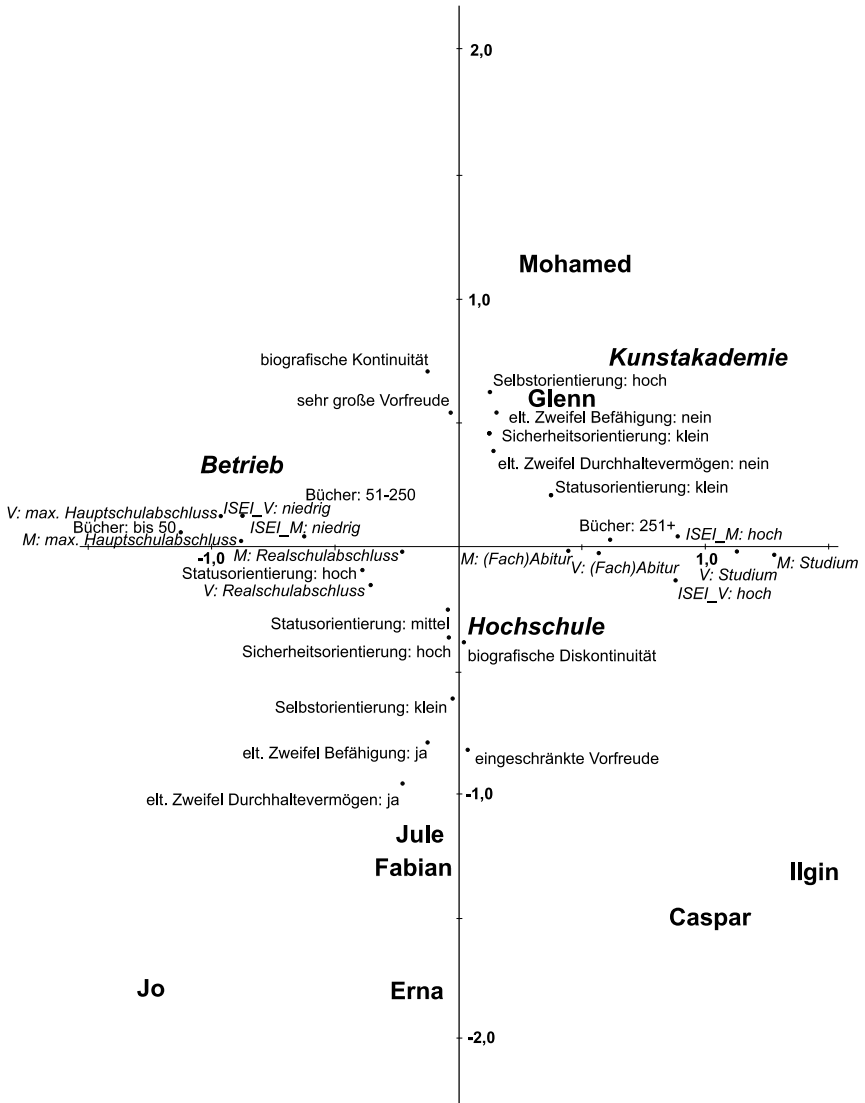 2,0
Mohamed
1,0
Kunstakademie
biografische Kontinuität
Selbstorientierung: hoch
sehr große Vorfreude
Glenn
elt. Zweifel Befähigung: nein
Sicherheitsorientierung: klein
Betrieb
elt. Zweifel Durchhaltevermögen: nein
Statusorientierung: klein
Bücher: 51-250
V: max. Hauptschulabschluss
ISEI_V: niedrig
Bücher: bis 50
ISEI_M: niedrig
Bücher: 251+
ISEI_M: hoch
M: max. Hauptschulabschluss
-1,0
M: Realschulabschluss
M: (Fach)Abitur
1,0
V: (Fach)Abitur
M: Studium
Statusorientierung: hoch
V: Studium
V: Realschulabschluss
ISEI_V: hoch
Statusorientierung: mittel
Hochschule
Sicherheitsorientierung: hoch
biografische Diskontinuität
Selbstorientierung: klein
elt. Zweifel Befähigung: ja
eingeschränkte Vorfreude
elt. Zweifel Durchhaltevermögen: ja
-1,0
Jule
Fabian
Ilgin
Caspar
Jo
Erna
-2,0